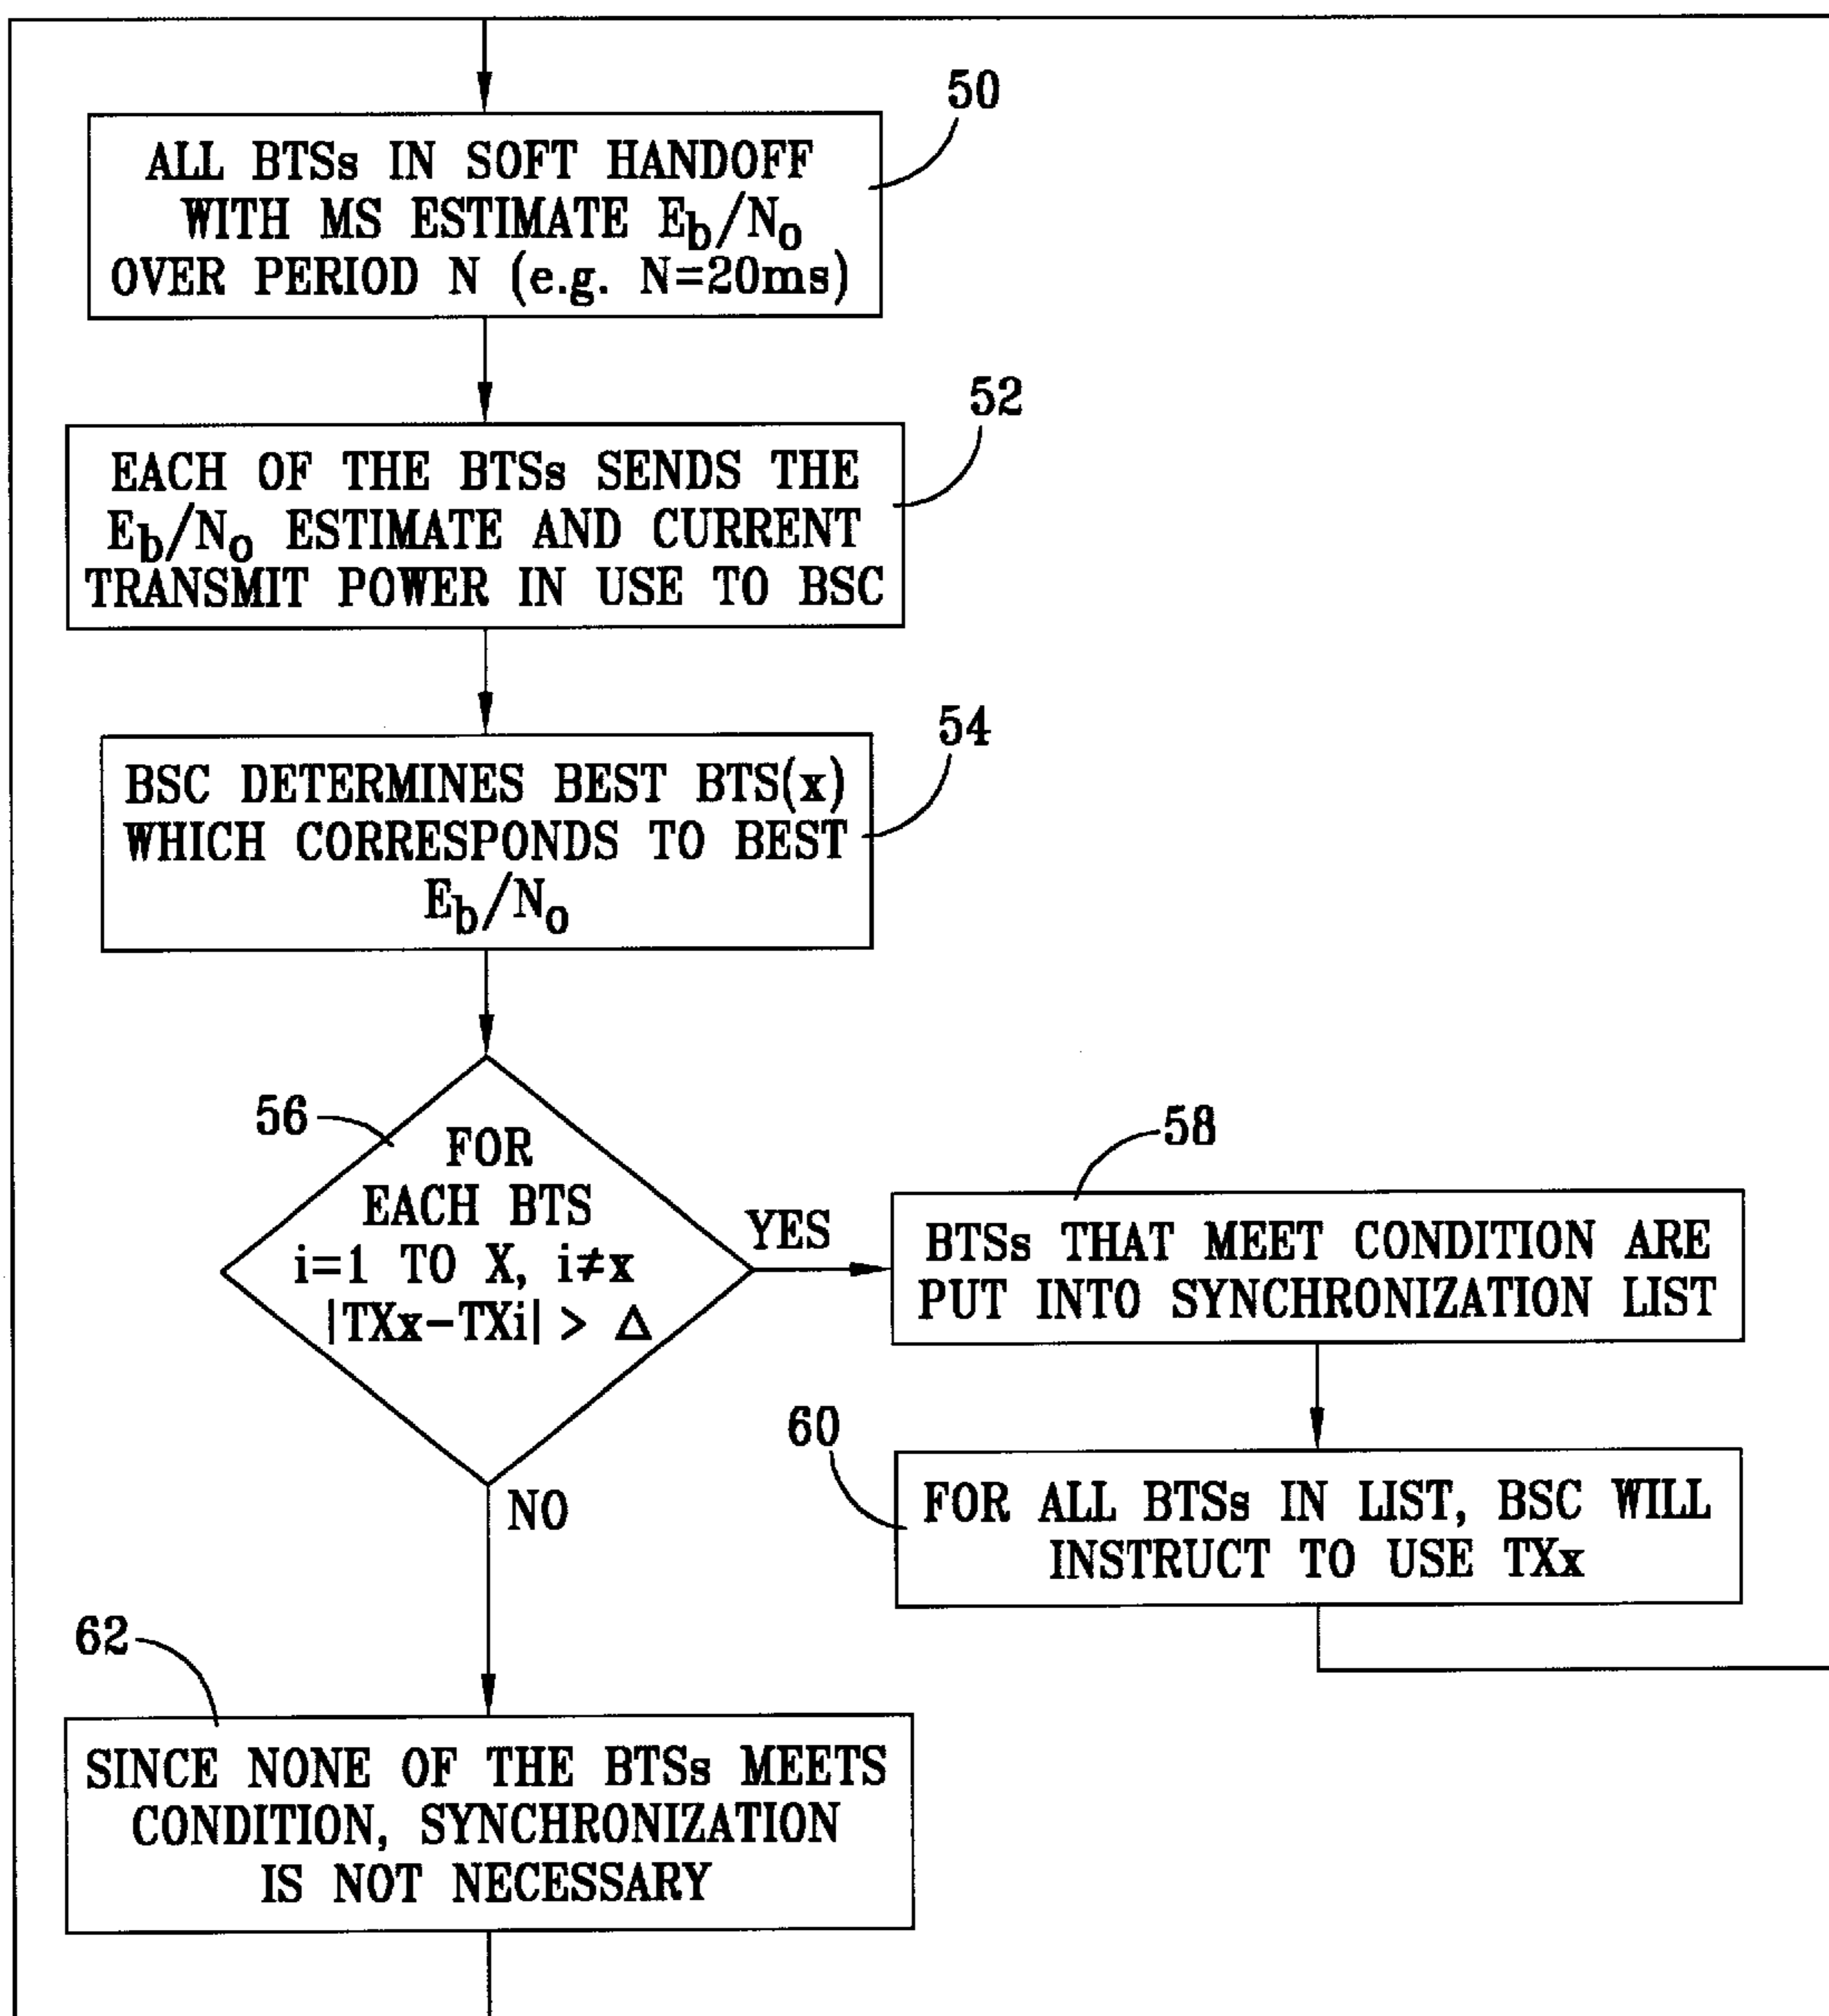 50
ALL BTSs IN SOFT HANDOFF
WITH MS ESTIMATE Eb/No
OVER PERIOD N (e.g. N=20ms)
52
EACH OF THE BTSs SENDS THE
Eb/No ESTIMATE AND CURRENT
TRANSMIT POWER IN USE TO BSC
54
BSC DETERMINES BEST BTS(x)
WHICH CORRESPONDS TO BEST
Eb/No
56
FOR
EACH BTS
i=1 TO X, i≠x
|TXx-TXi| > Δ
YES
NO
58
BTSs THAT MEET CONDITION ARE
PUT INTO SYNCHRONIZATION LIST
60
FOR ALL BTSs IN LIST, BSC WILL
INSTRUCT TO USE TXx
62
SINCE NONE OF THE BTSs MEETS
CONDITION, SYNCHRONIZATION
IS NOT NECESSARY